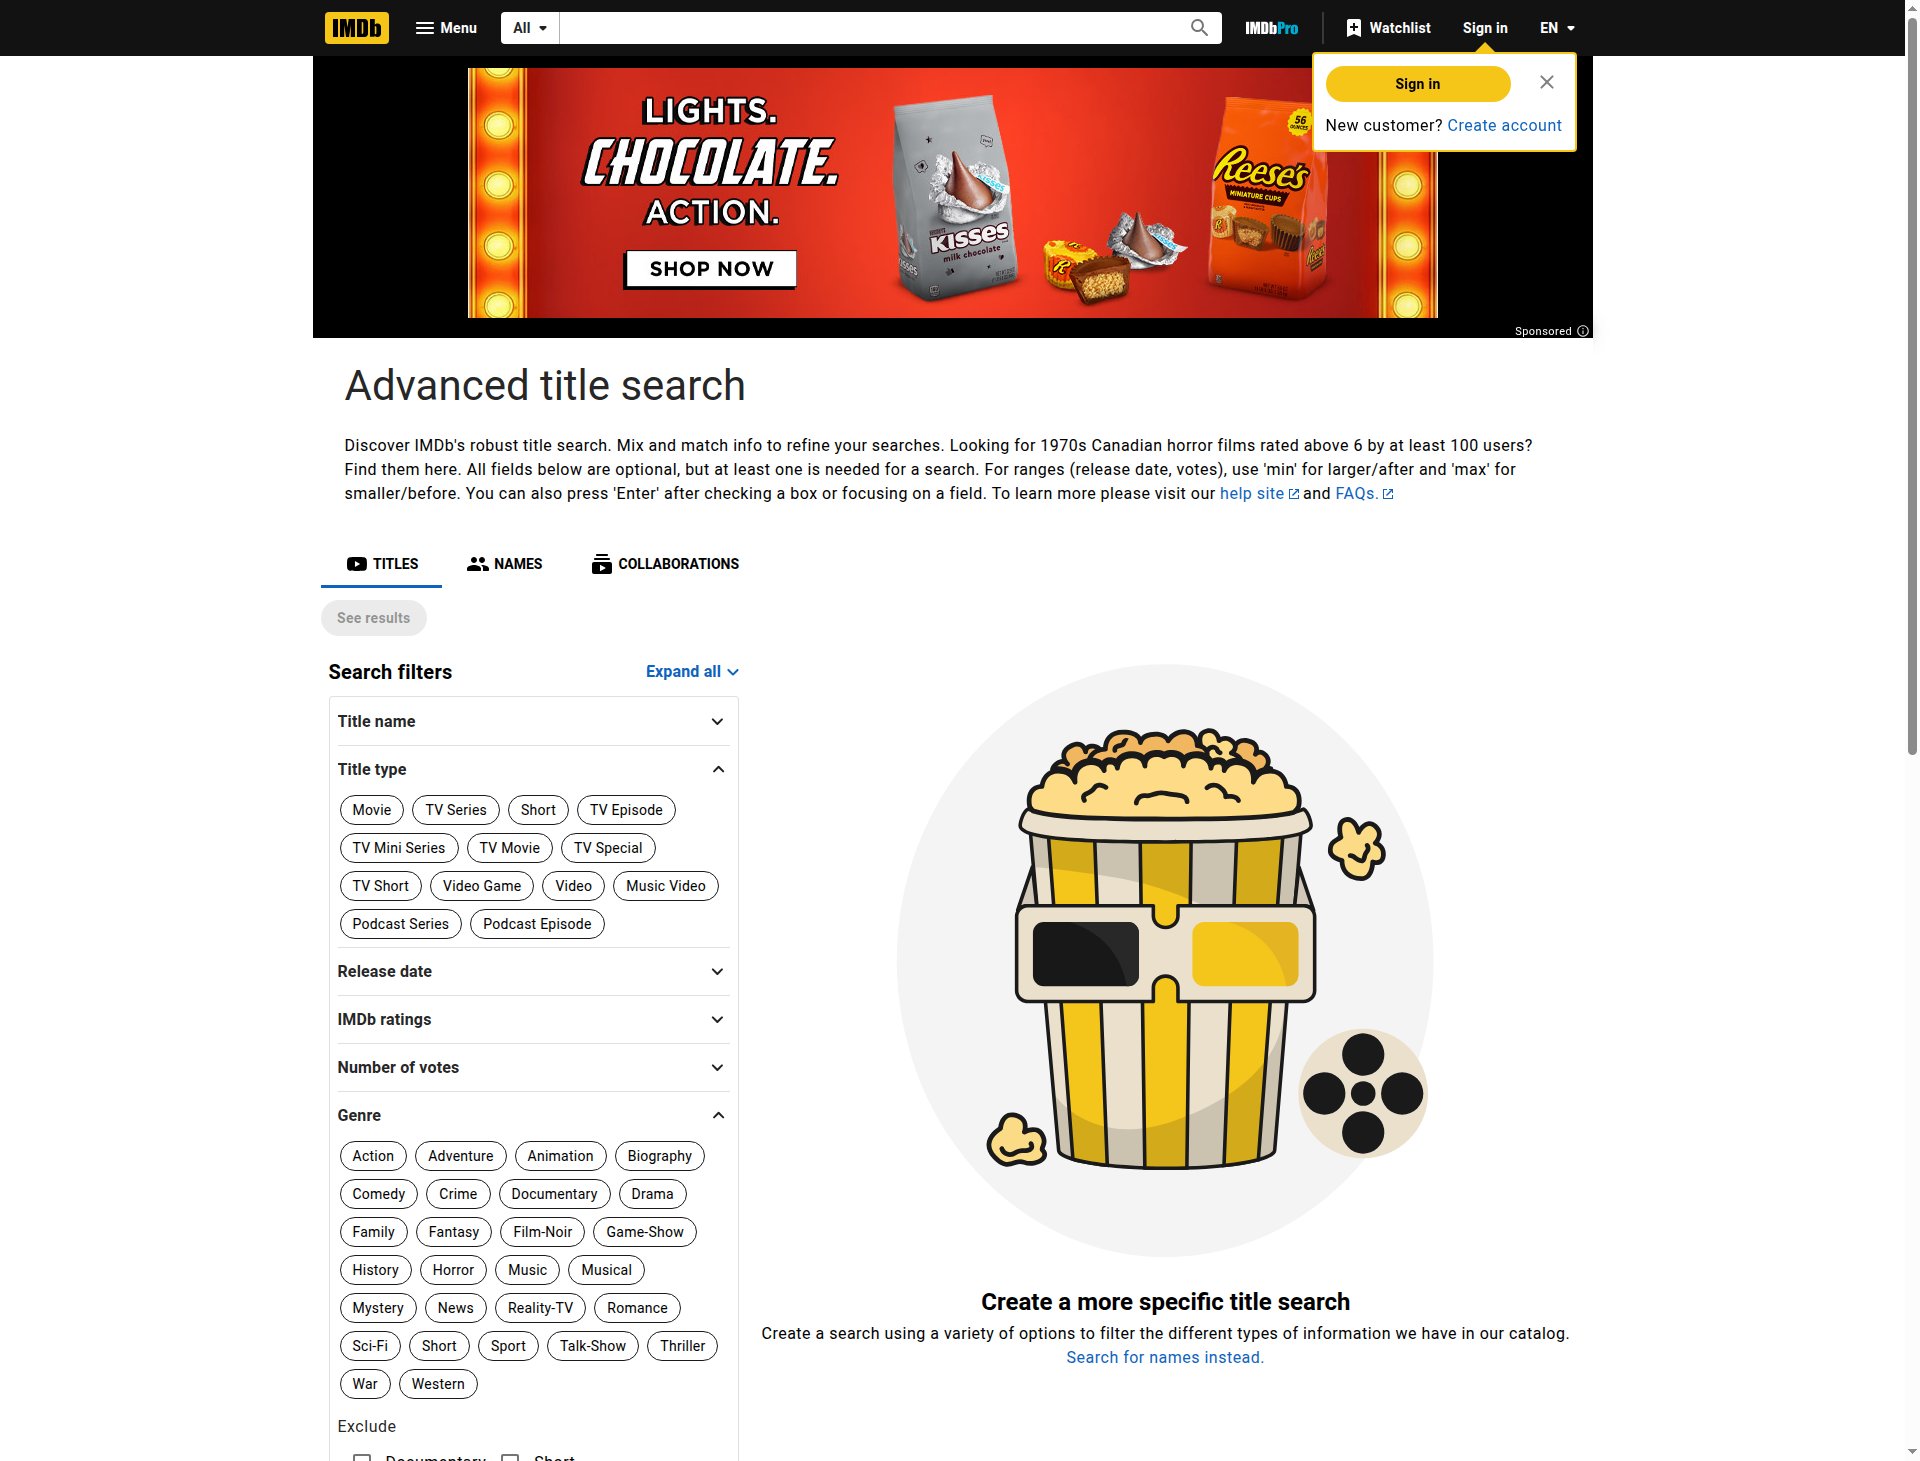 IMDb Menu All IMDbPro Watchlist Sign in EN
Sign in
New customer? Create account
LIGHTS.
CHOCOLATE.
ACTION.
SHOP NOW
KISSES
milk chocolate
56
OUNCES
Reese's
MINIATURE CUPS
Sponsored
Advanced title search
Discover IMDb's robust title search. Mix and match info to refine your searches. Looking for 1970s Canadian horror films rated above 6 by at least 100 users?
Find them here. All fields below are optional, but at least one is needed for a search. For ranges (release date, votes), use 'min' for larger/after and 'max' for
smaller/before. You can also press 'Enter' after checking a box or focusing on a field. To learn more please visit our help site and FAQs.
TITLES NAMES COLLABORATIONS
See results
Search filters Expand all
Title name
Title type
Movie TV Series Short TV Episode
TV Mini Series TV Movie TV Special
TV Short Video Game Video Music Video
Podcast Series Podcast Episode
Release date
IMDb ratings
Number of votes
Genre
Action Adventure Animation Biography
Comedy Crime Documentary Drama
Family Fantasy Film-Noir Game-Show
History Horror Music Musical
Mystery News Reality-TV Romance
Sci-Fi Short Sport Talk-Show Thriller
War Western
Exclude
Documentary Short
Create a more specific title search
Create a search using a variety of options to filter the different types of information we have in our catalog.
Search for names instead.